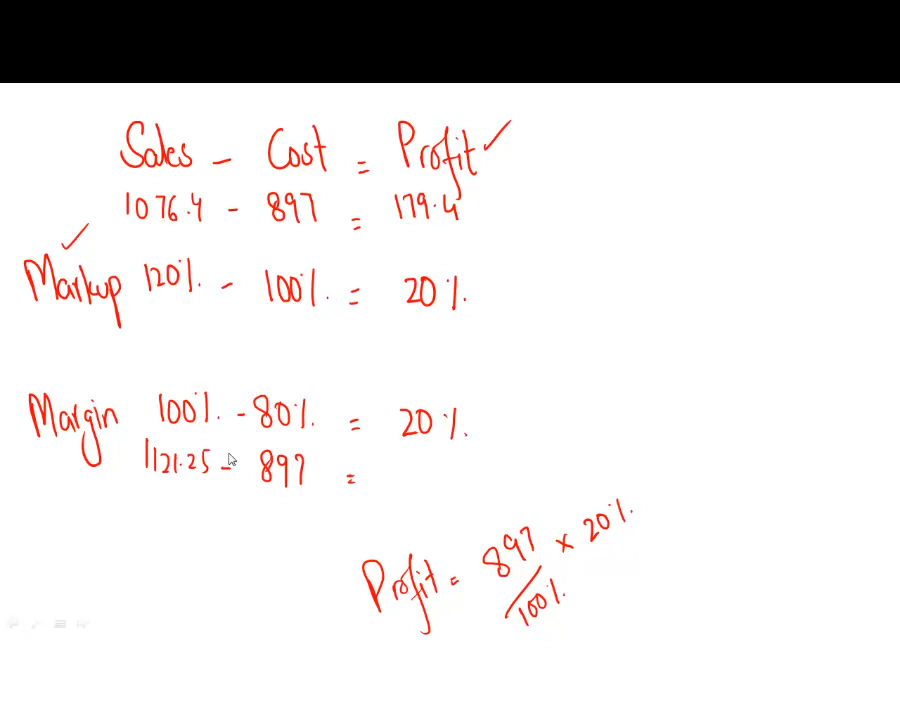 Sales - Cost = Profit ✓
1076.4 - 897 = 179.4
✓
Markup 120% - 100% = 20%
Margin 100% - 80% = 20%
1121.25 - 897 =
Profit = 897/100% × 20%